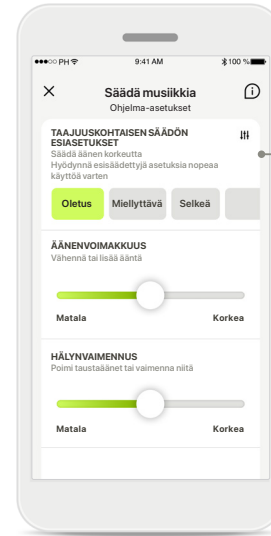 PH 9:41 AM 100 %
Säädä musiikkia
Ohjelma-asetukset
TAAJUUSKOHTAISEN SÄÄDÖN
ESIASETUKSET
Säädä äänen korkeutta
Hyödynnä esisäädettyjä asetuksia nopeaa
käyttöä varten
Oletus Miellyttävä Selkeä
ÄÄNENVOIMAKKUUS
Vähennä tai lisää ääntä
Matala Korkea
HÄLYNVAIMENNUS
Poimi taustaäänet tai vaimenna niitä
Matala Korkea